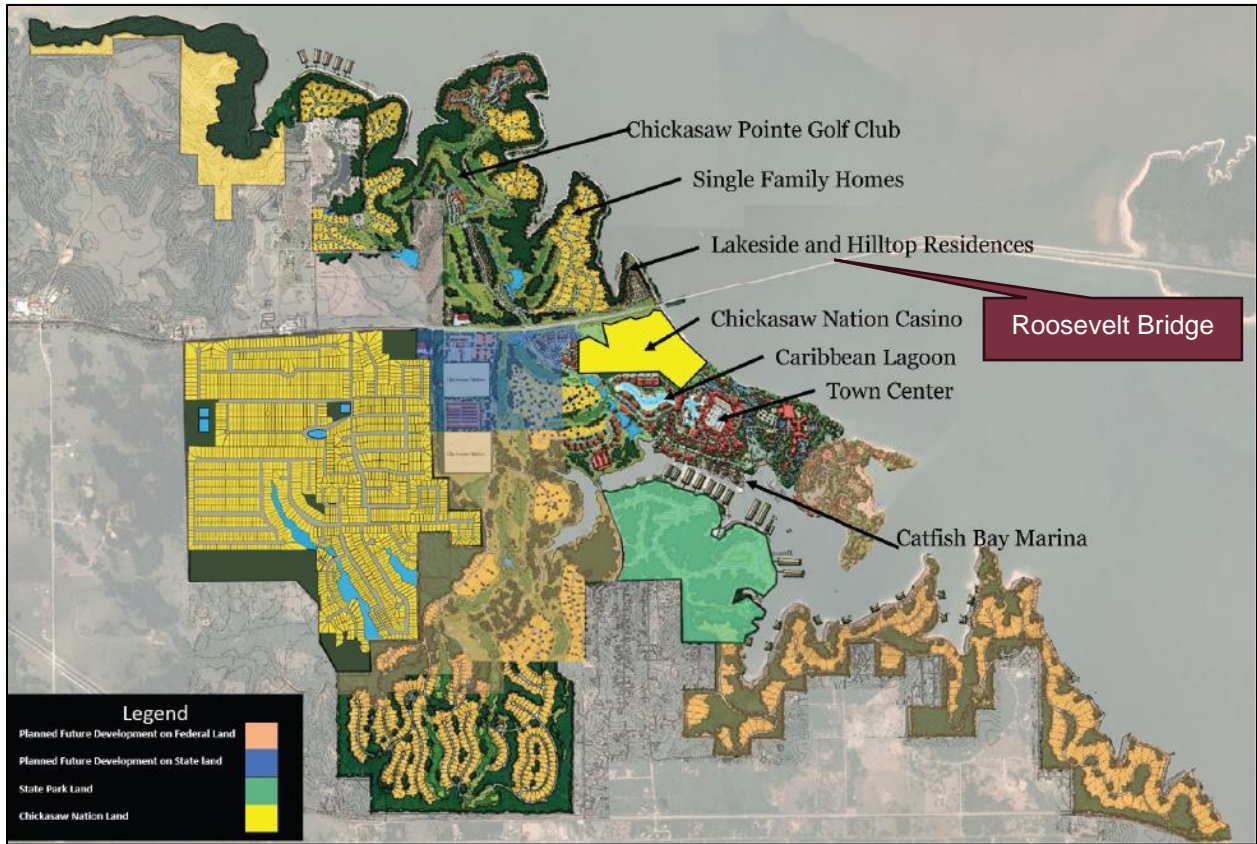 Chickasaw Pointe Golf Club
Single Family Homes
Lakeside and Hilltop Residences
Roosevelt Bridge
Chickasaw Nation Casino
Caribbean Lagoon
Town Center
Catfish Bay Marina
Legend
Planned Future Development on Federal Land
Planned Future Development on State land
State Park Land
Chickasaw Nation Land